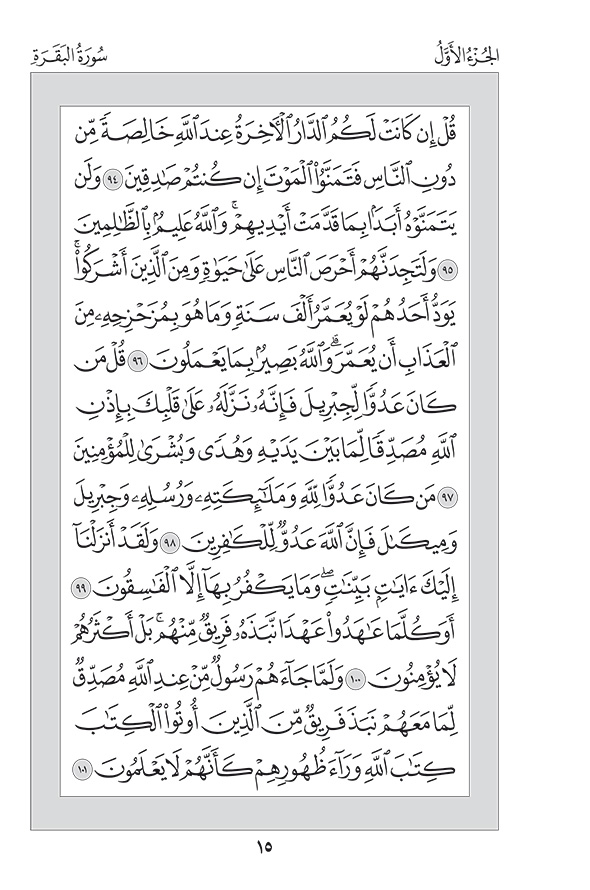 الجُزْءُ الأَوَّلُ
سُورَةُ البَقَرَةِ
قُلْ إِن كَانَتْ لَكُمُ ٱلدَّارُ ٱلْأَخِرَةُ عِندَ ٱللَّهِ خَالِصَةً مِّن
دُونِ ٱلنَّاسِ فَتَمَنَّوُا۟ ٱلْمَوْتَ إِن كُنتُمْ صَٰدِقِينَ ٩٤ وَلَن
يَتَمَنَّوْهُ أَبَدًۢا بِمَا قَدَّمَتْ أَيْدِيهِمْ ۚ وَٱللَّهُ عَلِيمٌۢ بِٱلظَّٰلِمِينَ
٩٥ وَلَتَجِدَنَّهُمْ أَحْرَصَ ٱلنَّاسِ عَلَىٰ حَيَوٰةٍ وَمِنَ ٱلَّذِينَ أَشْرَكُوا۟ ۚ
يَوَدُّ أَحَدُهُمْ لَوْ يُعَمَّرُ أَلْفَ سَنَةٍ وَمَا هُوَ بِمُزَحْزِحِهِۦ مِنَ
ٱلْعَذَابِ أَن يُعَمَّرَ ۗ وَٱللَّهُ بَصِيرٌۢ بِمَا يَعْمَلُونَ ٩٦ قُلْ مَن
كَانَ عَدُوًّا لِّجِبْرِيلَ فَإِنَّهُۥ نَزَّلَهُۥ عَلَىٰ قَلْبِكَ بِإِذْنِ
ٱللَّهِ مُصَدِّقًا لِّمَا بَيْنَ يَدَيْهِ وَهُدًى وَبُشْرَىٰ لِلْمُؤْمِنِينَ
٩٧ مَن كَانَ عَدُوًّا لِّلَّهِ وَمَلَٰٓئِكَتِهِۦ وَرُسُلِهِۦ وَجِبْرِيلَ
وَمِيكَىٰلَ فَإِنَّ ٱللَّهَ عَدُوٌّ لِّلْكَٰفِرِينَ ٩٨ وَلَقَدْ أَنزَلْنَآ
إِلَيْكَ ءَايَٰتٍۭ بَيِّنَٰتٍ ۖ وَمَا يَكْفُرُ بِهَآ إِلَّا ٱلْفَٰسِقُونَ ٩٩
أَوَكُلَّمَا عَٰهَدُوا۟ عَهْدًا نَّبَذَهُۥ فَرِيقٌ مِّنْهُم ۚ بَلْ أَكْثَرُهُمْ
لَا يُؤْمِنُونَ ١٠٠ وَلَمَّا جَآءَهُمْ رَسُولٌ مِّنْ عِندِ ٱللَّهِ مُصَدِّقٌ
لِّمَا مَعَهُمْ نَبَذَ فَرِيقٌ مِّنَ ٱلَّذِينَ أُوتُوا۟ ٱلْكِتَٰبَ
كِتَٰبَ ٱللَّهِ وَرَآءَ ظُهُورِهِمْ كَأَنَّهُمْ لَا يَعْلَمُونَ ١٠١
١٥